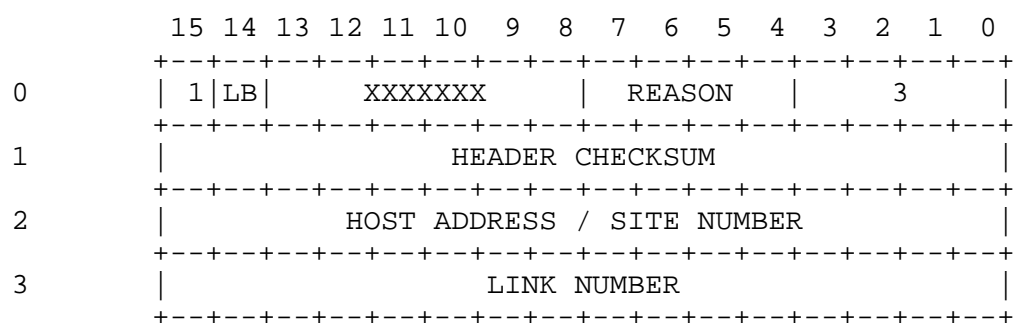 15 14 13 12 11 10 9 8 7 6 5 4 3 2 1 0
+--+--+--+--+--+--+--+--+--+--+--+--+--+--+--+--+
0 | 1|LB| XXXXXXX | REASON | 3 |
+--+--+--+--+--+--+--+--+--+--+--+--+--+--+--+--+
1 | HEADER CHECKSUM |
+--+--+--+--+--+--+--+--+--+--+--+--+--+--+--+--+
2 | HOST ADDRESS / SITE NUMBER |
+--+--+--+--+--+--+--+--+--+--+--+--+--+--+--+--+
3 | LINK NUMBER |
+--+--+--+--+--+--+--+--+--+--+--+--+--+--+--+--+